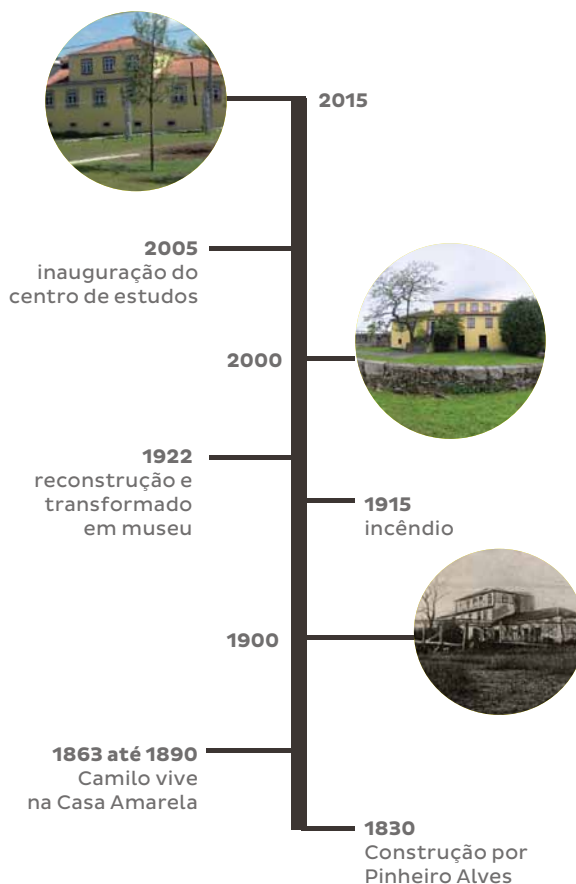 2015
2005
inauguração do
centro de estudos
2000
1922
reconstrução e
transformado
em museu
1915
incêndio
1900
1863 até 1890
Camilo vive
na Casa Amarela
1830
Construção por
Pinheiro Alves